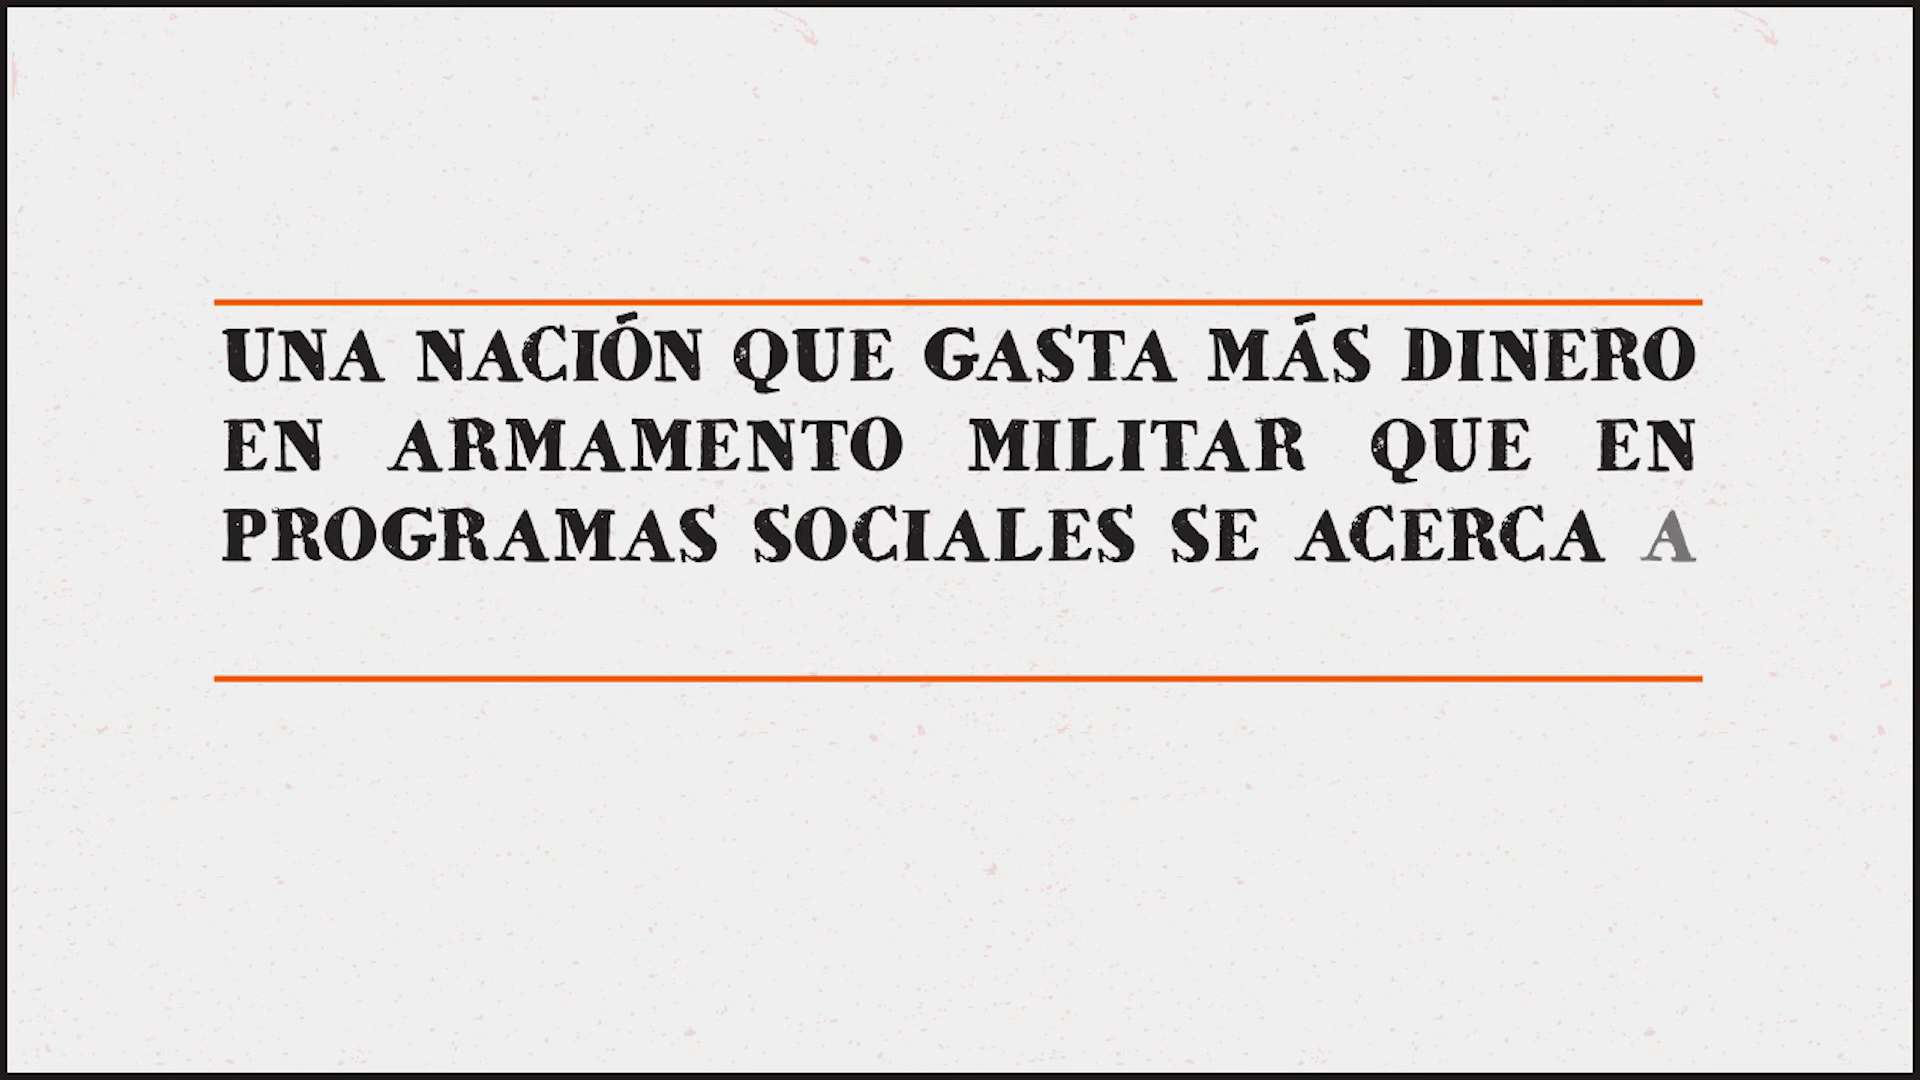 UNA NACIÓN QUE GASTA MÁS DINERO
EN ARMAMENTO MILITAR QUE EN
PROGRAMAS SOCIALES SE ACERCA A